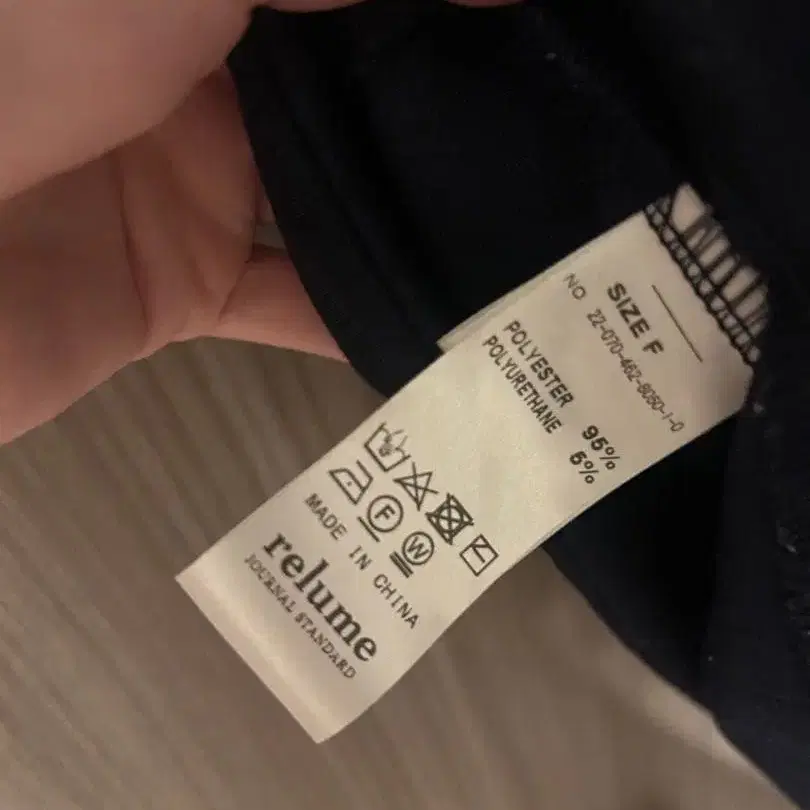 SIZE F
NO 22-070-462-8050-1-0
POLYESTER 95%
POLYURETHANE 5%
F W
MADE IN CHINA
relume
JOURNAL STANDARD